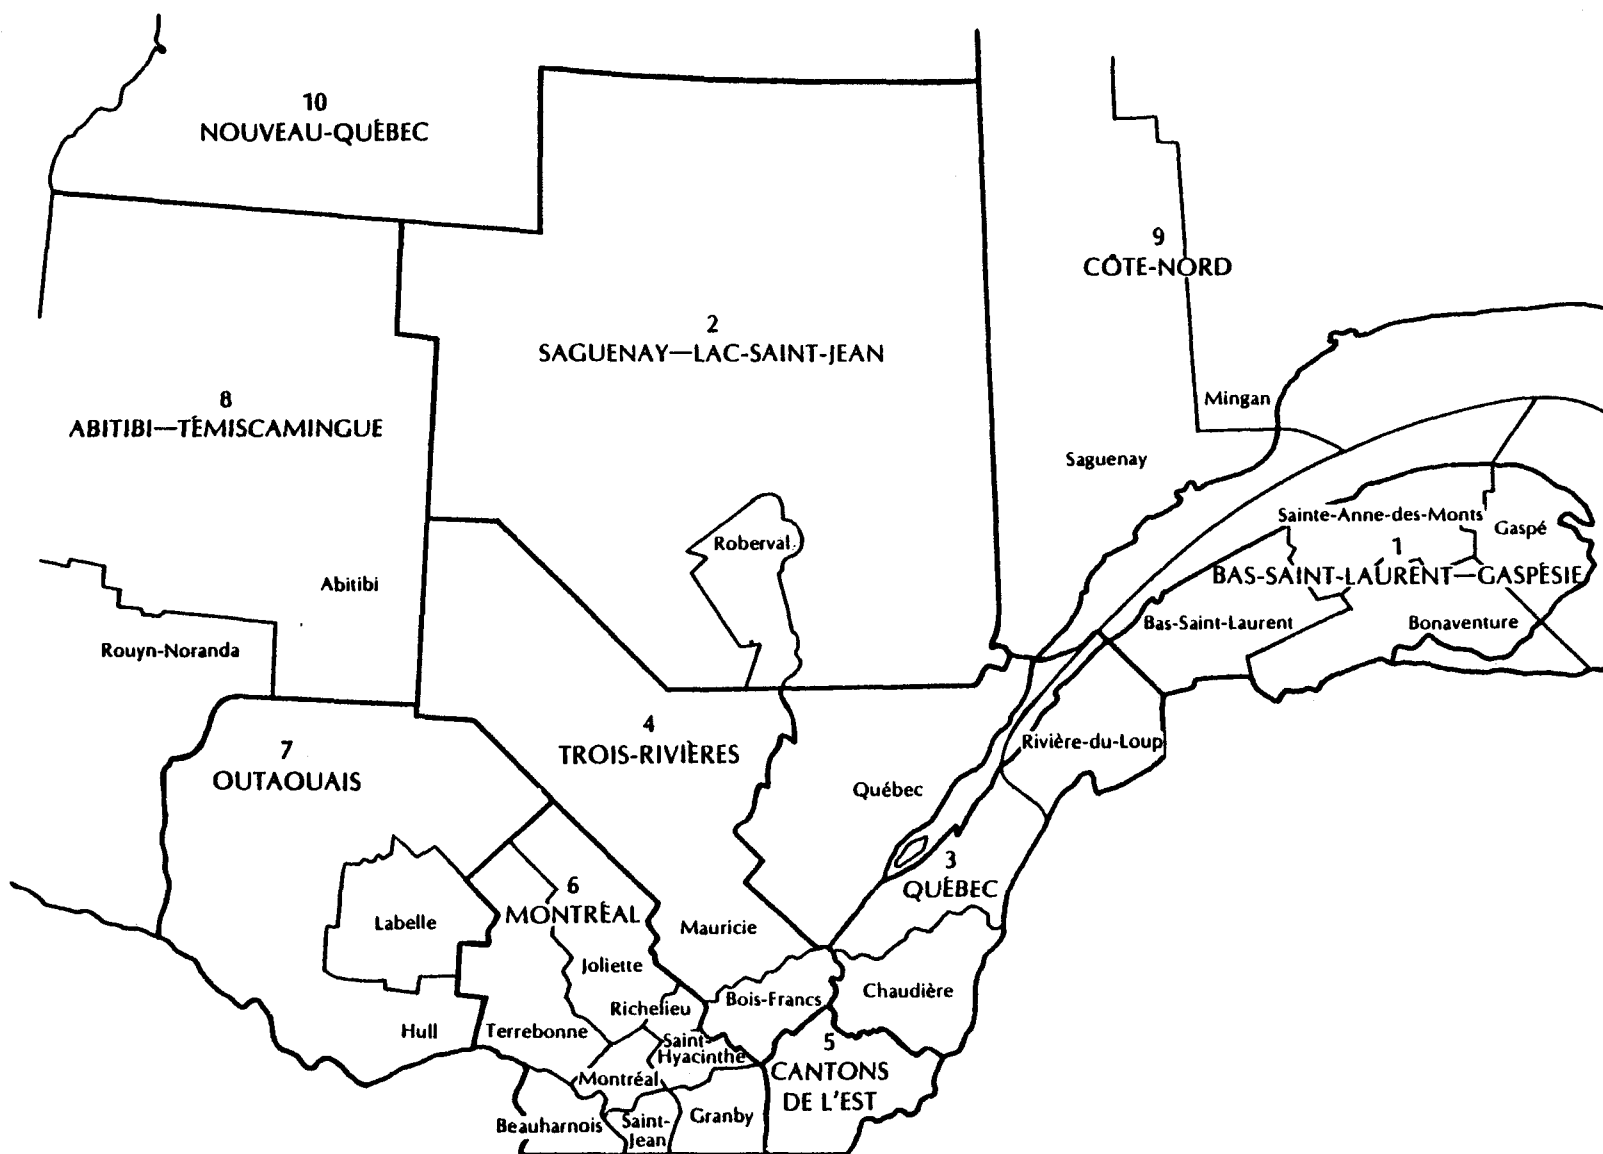 10
NOUVEAU-QUÉBEC
9
CÔTE-NORD
2
SAGUENAY—LAC-SAINT-JEAN
8
ABITIBI—TÉMISCAMINGUE
Mingan
Saguenay
Sainte-Anne-des-Monts
Gaspé
Roberval
1
BAS-SAINT-LAURENT—GASPÉSIE
Abitibi
Bas-Saint-Laurent
Bonaventure
Rouyn-Noranda
4
TROIS-RIVIÈRES
Rivière-du-Loup
7
OUTAOUAIS
Québec
3
QUÉBEC
6
MONTRÉAL
Labelle
Mauricie
Joliette
Chaudière
Bois-Francs
Richelieu
Hull
Terrebonne
Saint-
Hyacinthe
5
CANTONS
DE L'EST
Montréal
Beauharnois
Saint-
Jean
Granby